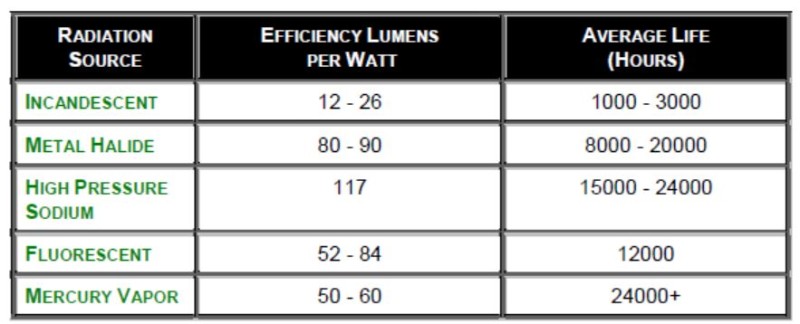 RADIATION SOURCE EFFICIENCY LUMENS PER WATT AVERAGE LIFE (HOURS)
INCANDESCENT 12 - 26 1000 - 3000
METAL HALIDE 80 - 90 8000 - 20000
HIGH PRESSURE SODIUM 117 15000 - 24000
FLUORESCENT 52 - 84 12000
MERCURY VAPOR 50 - 60 24000+